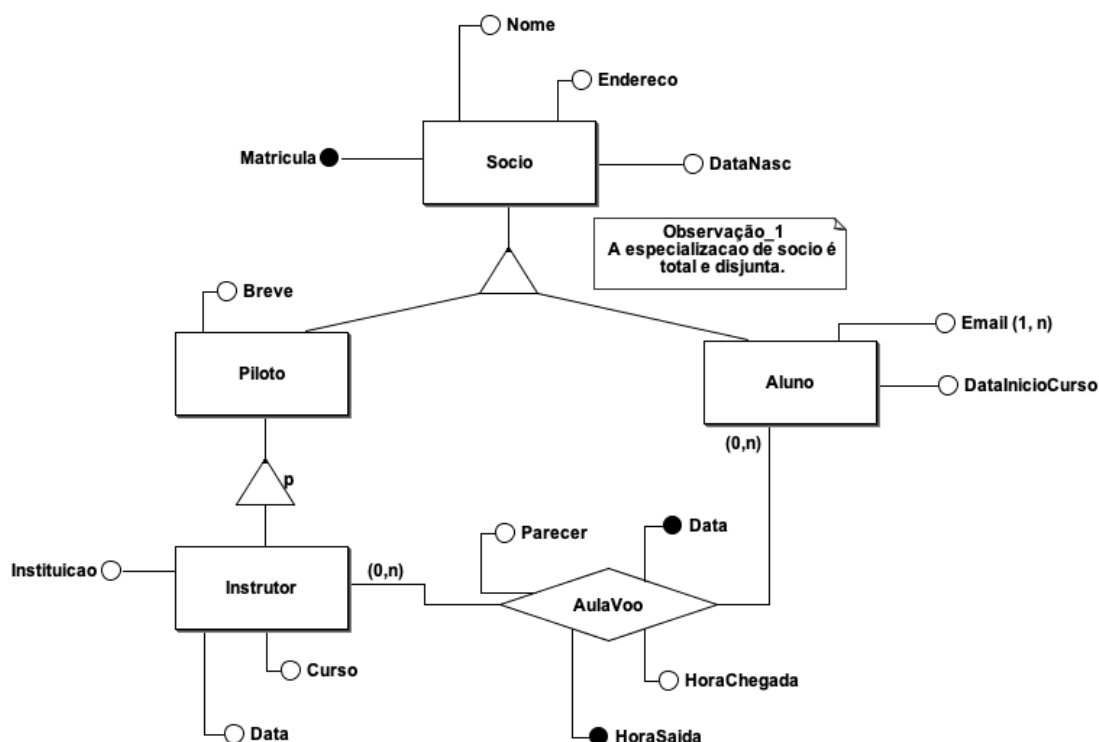 Nome
Endereco
Matricula
Socio
DataNasc
Observação_1
A especializacao de socio é
total e disjunta.
Breve
Email (1, n)
Piloto
Aluno
DataInicioCurso
(0,n)
p
Data
Parecer
Instituicao
(0,n)
Instrutor
AulaVoo
Curso
HoraChegada
Data
HoraSaida